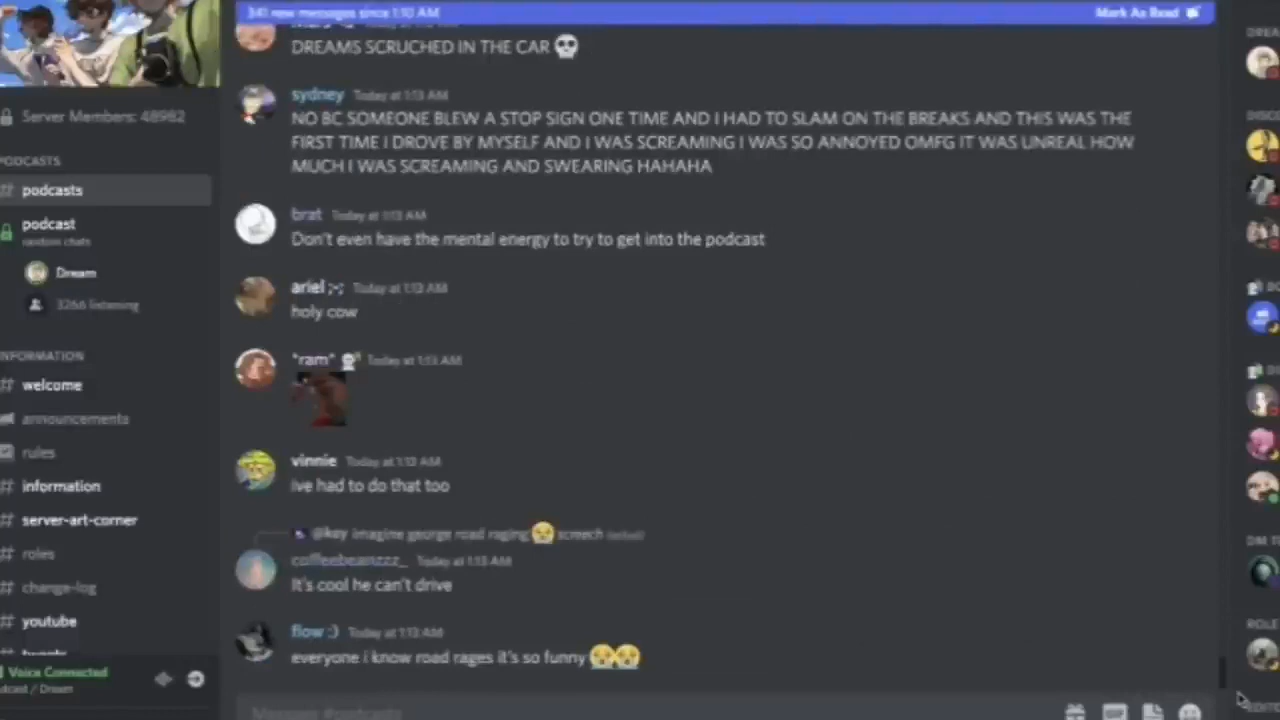 341 new messages since 1:10 AM
Mark As Read
DREAMS SCRUCHED IN THE CAR
Server Members: 48982
sydney Today at 1:13 AM
NO BC SOMEONE BLEW A STOP SIGN ONE TIME AND I HAD TO SLAM ON THE BREAKS AND THIS WAS THE
FIRST TIME I DROVE BY MYSELF AND I WAS SCREAMING I WAS SO ANNOYED OMFG IT WAS UNREAL HOW
MUCH I WAS SCREAMING AND SWEARING HAHAHA
PODCASTS
podcasts
podcast
random chats
Dream
3266 listening
brat Today at 1:13 AM
Don't even have the mental energy to try to get into the podcast
ariel ;-; Today at 1:13 AM
holy cow
*ram* Today at 1:13 AM
INFORMATION
welcome
announcements
rules
information
server-art-corner
roles
change-log
youtube
tweets
vinnie Today at 1:13 AM
ive had to do that too
@key imagine george road raging 😭 screech (edited)
coffeebeanzzz_ Today at 1:13 AM
It's cool he can't drive
flow :) Today at 1:13 AM
everyone i know road rages it's so funny 😭😭
Voice Connected
/ Dream
Message #podcasts
GIF